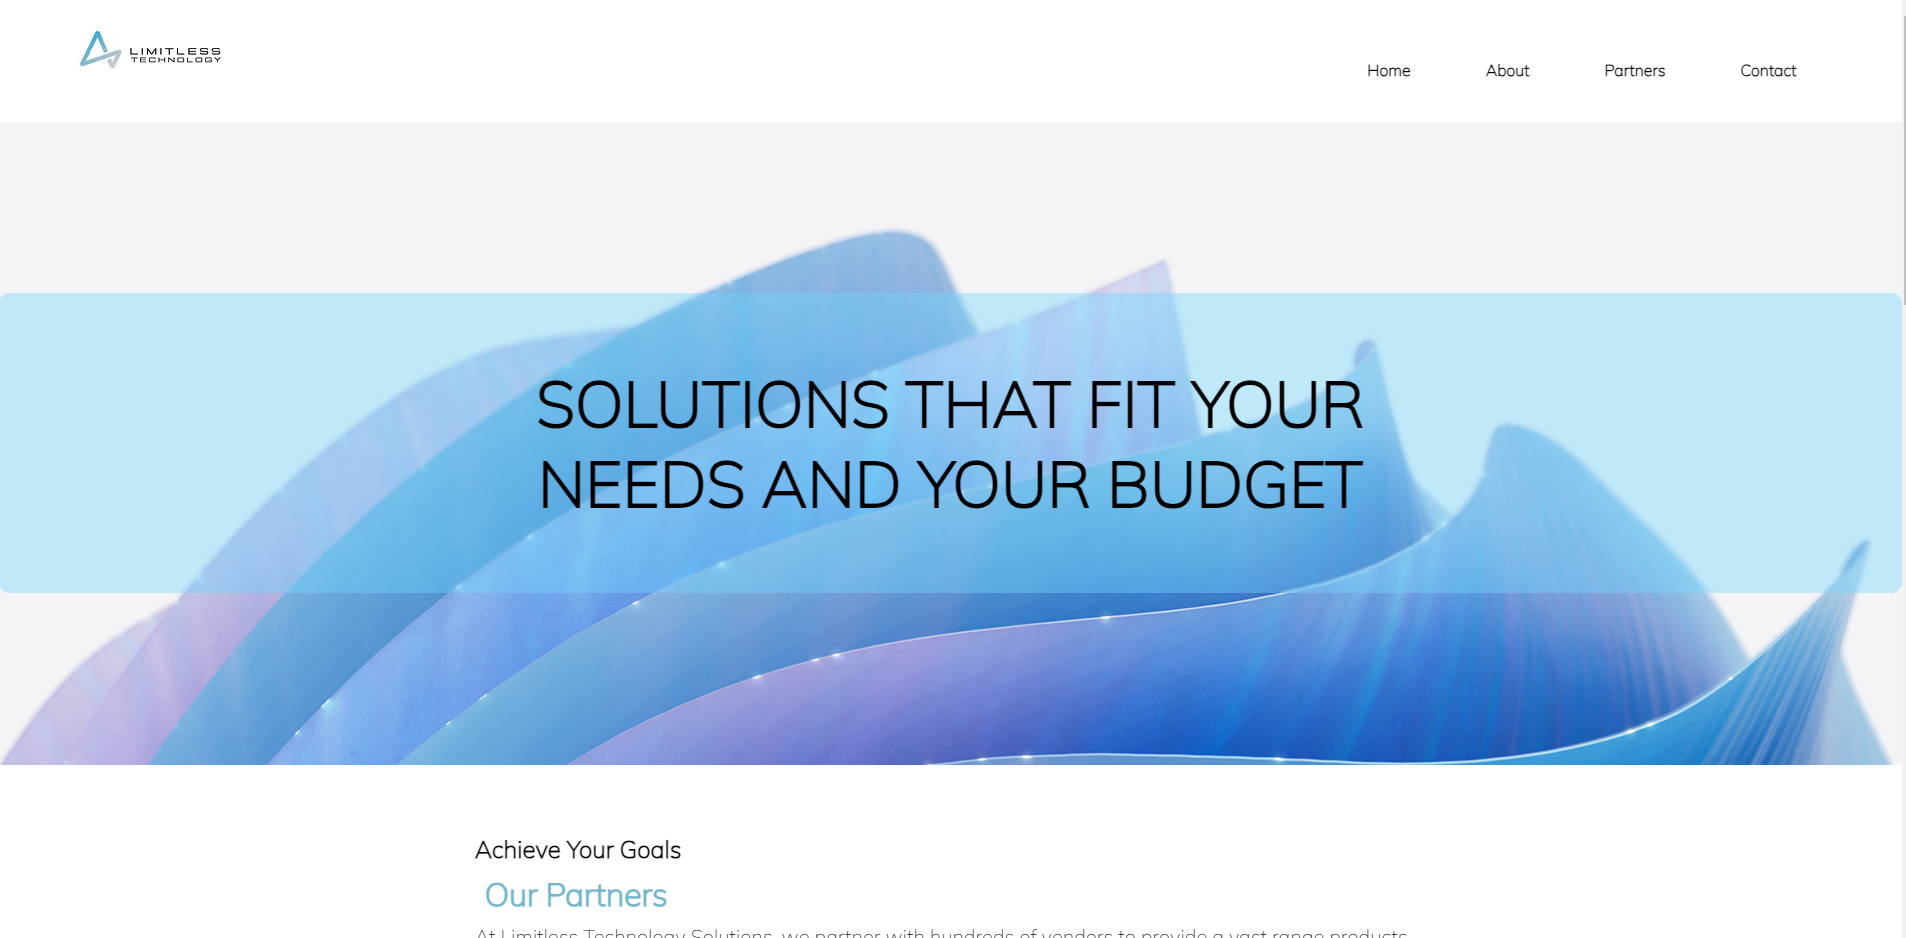 LIMITLESS
TECHNOLOGY
Home About Partners Contact
SOLUTIONS THAT FIT YOUR
NEEDS AND YOUR BUDGET
Achieve Your Goals
Our Partners
At Limitless Technology Solutions, we partner with hundreds of venders to provide a vast range products